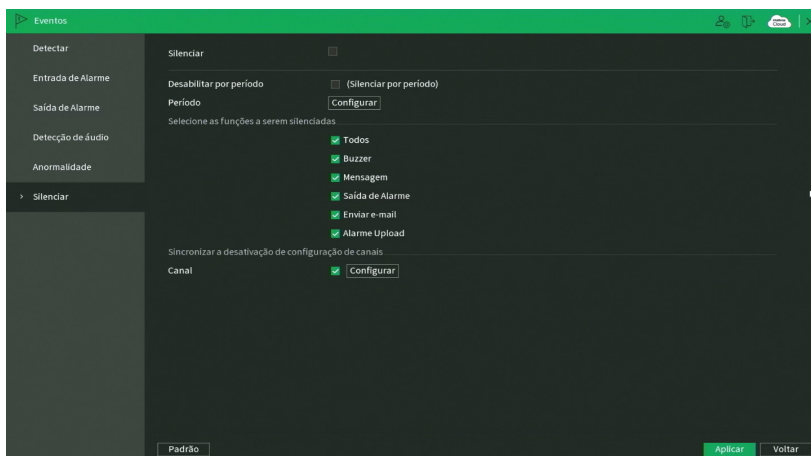 Eventos
Detectar
Entrada de Alarme
Saída de Alarme
Detecção de áudio
Anormalidade
> Silenciar
Silenciar
Desabilitar por período (Silenciar por período)
Período Configurar
Selecione as funções a serem silenciadas
Todos
Buzzer
Mensagem
Saída de Alarme
Enviar e-mail
Alarme Upload
Sincronizar a desativação de configuração de canais
Canal Configurar
Padrão Aplicar Voltar